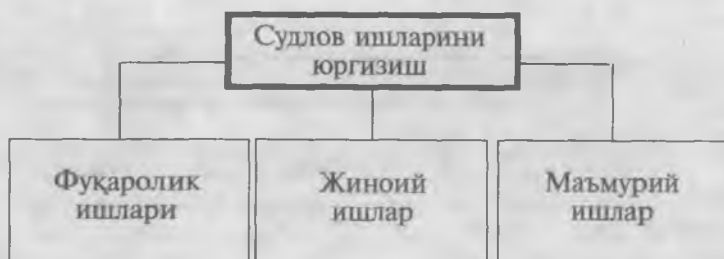 Судлов ишларини
юргизиш
Фуқаролик
ишлари
Жиноий
ишлар
Маъмурий
ишлар